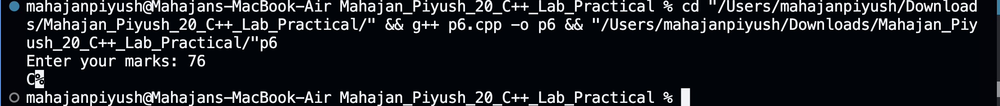 mahajanpiyush@Mahajans-MacBook-Air Mahajan_Piyush_20_C++_Lab_Practical % cd "/Users/mahajanpiyush/Download
s/Mahajan_Piyush_20_C++_Lab_Practical/" && g++ p6.cpp -o p6 && "/Users/mahajanpiyush/Downloads/Mahajan_Piy
ush_20_C++_Lab_Practical/"p6
Enter your marks: 76
C%
mahajanpiyush@Mahajans-MacBook-Air Mahajan_Piyush_20_C++_Lab_Practical %